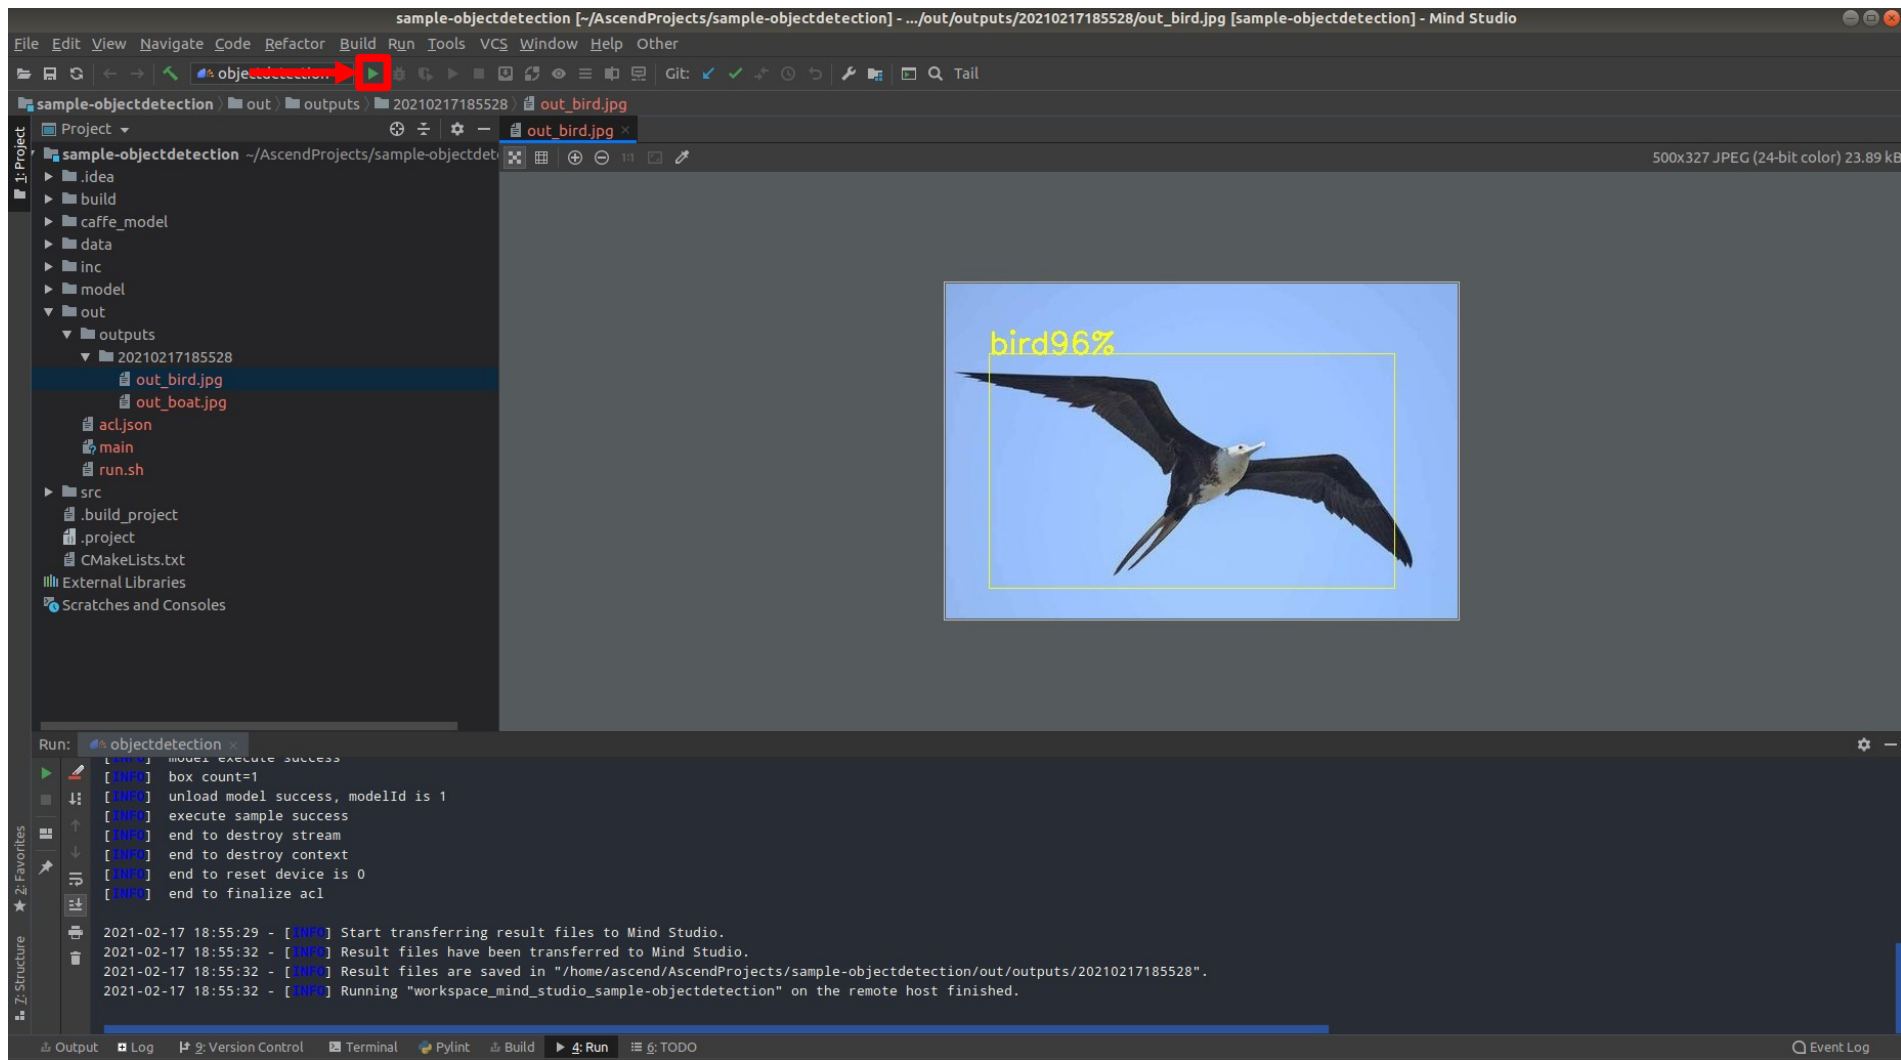 sample-objectdetection [~/AscendProjects/sample-objectdetection] - .../out/outputs/20210217185528/out_bird.jpg [sample-objectdetection] - Mind Studio
File Edit View Navigate Code Refactor Build Run Tools VCS Window Help Other
objectdetection Git: Tail
sample-objectdetection out outputs 20210217185528 out_bird.jpg
1: Project
Project
out_bird.jpg
sample-objectdetection ~/AscendProjects/sample-objectdet
1:1
500x327 JPEG (24-bit color) 23.89 kB
.idea
build
caffe_model
data
inc
model
out
outputs
20210217185528
out_bird.jpg
out_boat.jpg
acl.json
main
run.sh
src
.build_project
.project
CMakeLists.txt
External Libraries
Scratches and Consoles
bird96%
Run: objectdetection
[INFO] model execute success
[INFO] box count=1
[INFO] unload model success, modelId is 1
[INFO] execute sample success
[INFO] end to destroy stream
[INFO] end to destroy context
[INFO] end to reset device is 0
[INFO] end to finalize acl
2021-02-17 18:55:29 - [INFO] Start transferring result files to Mind Studio.
2021-02-17 18:55:32 - [INFO] Result files have been transferred to Mind Studio.
2021-02-17 18:55:32 - [INFO] Result files are saved in "/home/ascend/AscendProjects/sample-objectdetection/out/outputs/20210217185528".
2021-02-17 18:55:32 - [INFO] Running "workspace_mind_studio_sample-objectdetection" on the remote host finished.
2: Favorites
7: Structure
Output Log 9: Version Control Terminal Pylint Build 4: Run 6: TODO Event Log